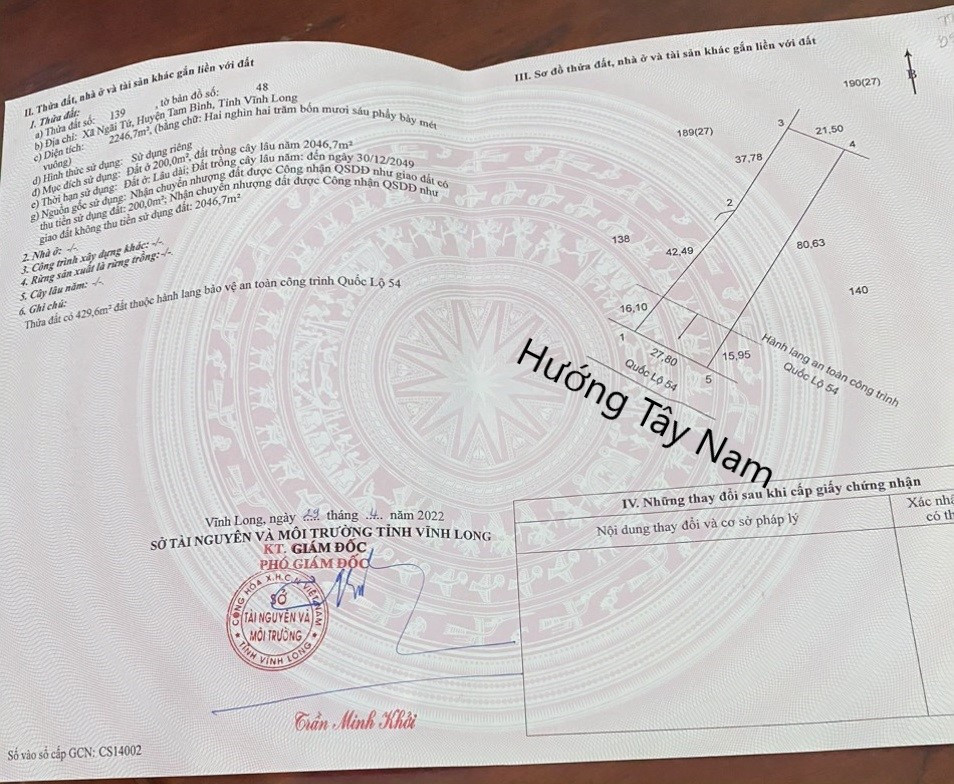 II. Thửa đất, nhà ở và tài sản khác gắn liền với đất
1. Thửa đất:
a) Thửa đất số: 139 , tờ bản đồ số: 48
b) Địa chỉ: Xã Ngãi Tứ, Huyện Tam Bình, Tỉnh Vĩnh Long
c) Diện tích: 2246,7m², (bằng chữ: Hai nghìn hai trăm bốn mươi sáu phẩy bảy mét
vuông)
d) Hình thức sử dụng: Sử dụng riêng
đ) Mục đích sử dụng: Đất ở 200,0m², đất trồng cây lâu năm 2046,7m²
e) Thời hạn sử dụng: Đất ở: Lâu dài; Đất trồng cây lâu năm: đến ngày 30/12/2049
g) Nguồn gốc sử dụng: Nhận chuyển nhượng đất được Công nhận QSDĐ như giao đất có
thu tiền sử dụng đất: 200,0m²; Nhận chuyển nhượng đất được Công nhận QSDĐ như
giao đất không thu tiền sử dụng đất: 2046,7m²
2. Nhà ở: -/-
3. Công trình xây dựng khác: -/-
4. Rừng sản xuất là rừng trồng: -/-
5. Cây lâu năm: -/-
6. Ghi chú:
Thửa đất có 429,6m² đất thuộc hành lang bảo vệ an toàn công trình Quốc Lộ 54
Vĩnh Long, ngày 29 tháng 4 năm 2022
SỞ TÀI NGUYÊN VÀ MÔI TRƯỜNG TỈNH VĨNH LONG
KT. GIÁM ĐỐC
PHÓ GIÁM ĐỐC
CỘNG HÒA X.H.C.N VIỆT NAM
SỞ
TÀI NGUYÊN VÀ
MÔI TRƯỜNG
TỈNH VĨNH LONG
Trần Minh Khởi
Số vào sổ cấp GCN: CS14002
III. Sơ đồ thửa đất, nhà ở và tài sản khác gắn liền với đất
190(27)
B
189(27)
3
21,50
4
37,78
2
138
42,49
80,63
140
16,10
1
27,80
15,95
5
Quốc Lộ 54
Hành lang an toàn công trình
Quốc Lộ 54
Hướng Tây Nam
IV. Những thay đổi sau khi cấp giấy chứng nhận
Nội dung thay đổi và cơ sở pháp lý
Xác nhậ
có th